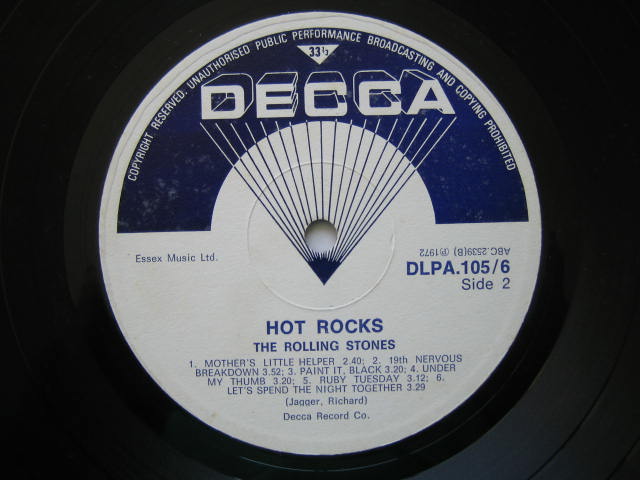 COPYRIGHT RESERVED. UNAUTHORISED PUBLIC PERFORMANCE BROADCASTING AND COPYING PROHIBITED
33⅓
DECCA
Essex Music Ltd.
ABC.2539(B) ℗1972
DLPA.105/6
Side 2
HOT ROCKS
THE ROLLING STONES
1. MOTHER'S LITTLE HELPER 2.40; 2. 19th NERVOUS
BREAKDOWN 3.52; 3. PAINT IT, BLACK 3.20; 4. UNDER
MY THUMB 3.20; 5. RUBY TUESDAY 3.12; 6.
LET'S SPEND THE NIGHT TOGETHER 3.29
(Jagger, Richard)
Decca Record Co.